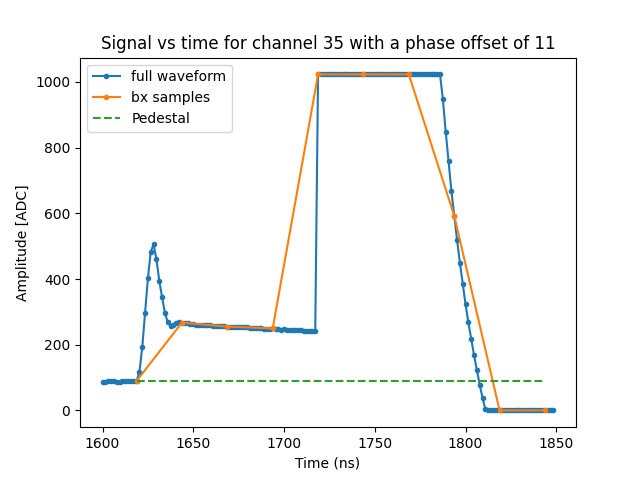 Signal vs time for channel 35 with a phase offset of 11
full waveform
bx samples
Pedestal
Amplitude [ADC]
1000
800
600
400
200
0
1600 1650 1700 1750 1800 1850
Time (ns)